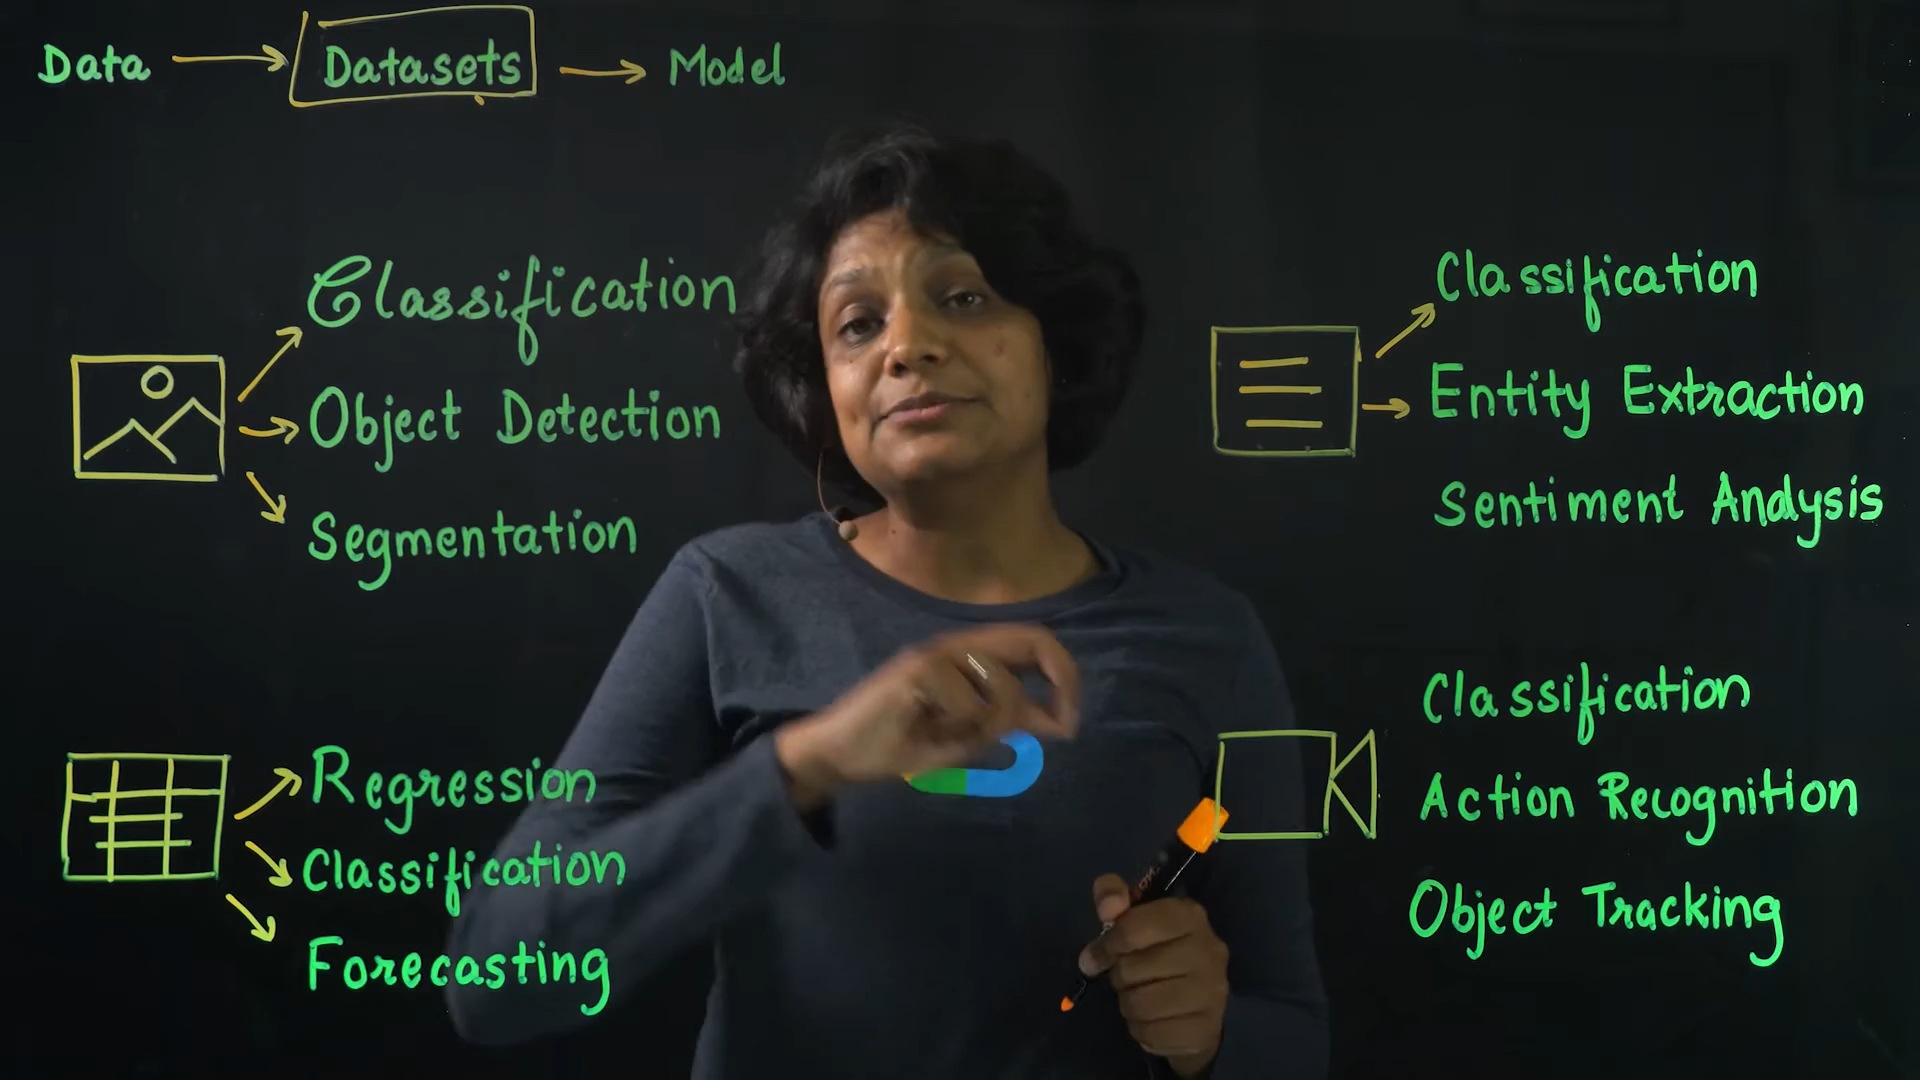 Data → Datasets → Model
Classification
Object Detection
Segmentation
Regression
Classification
Forecasting
Classification
Entity Extraction
Sentiment Analysis
Classification
Action Recognition
Object Tracking